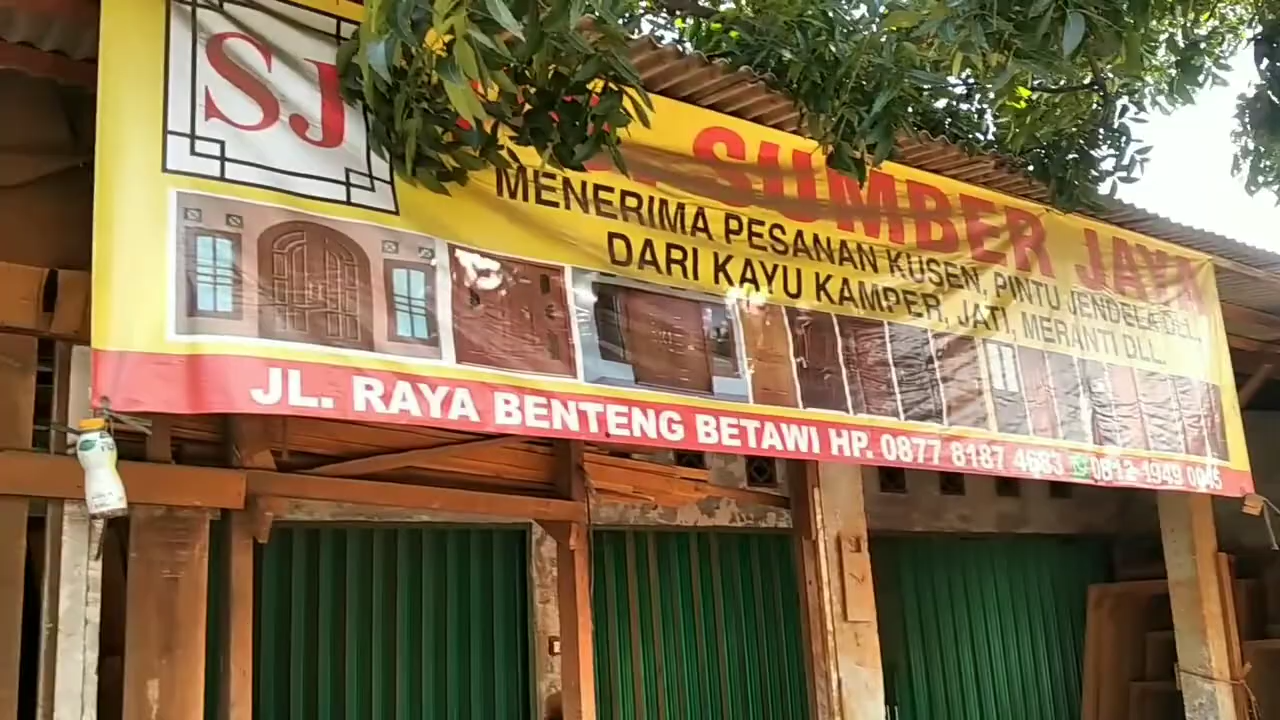 SJ
SUMBER JAYA
MENERIMA PESANAN KUSEN, PINTU JENDELA DLL,
DARI KAYU KAMPER, JATI, MERANTI DLL.
JL. RAYA BENTENG BETAWI HP. 0877 8187 4683 0812 1949 0045